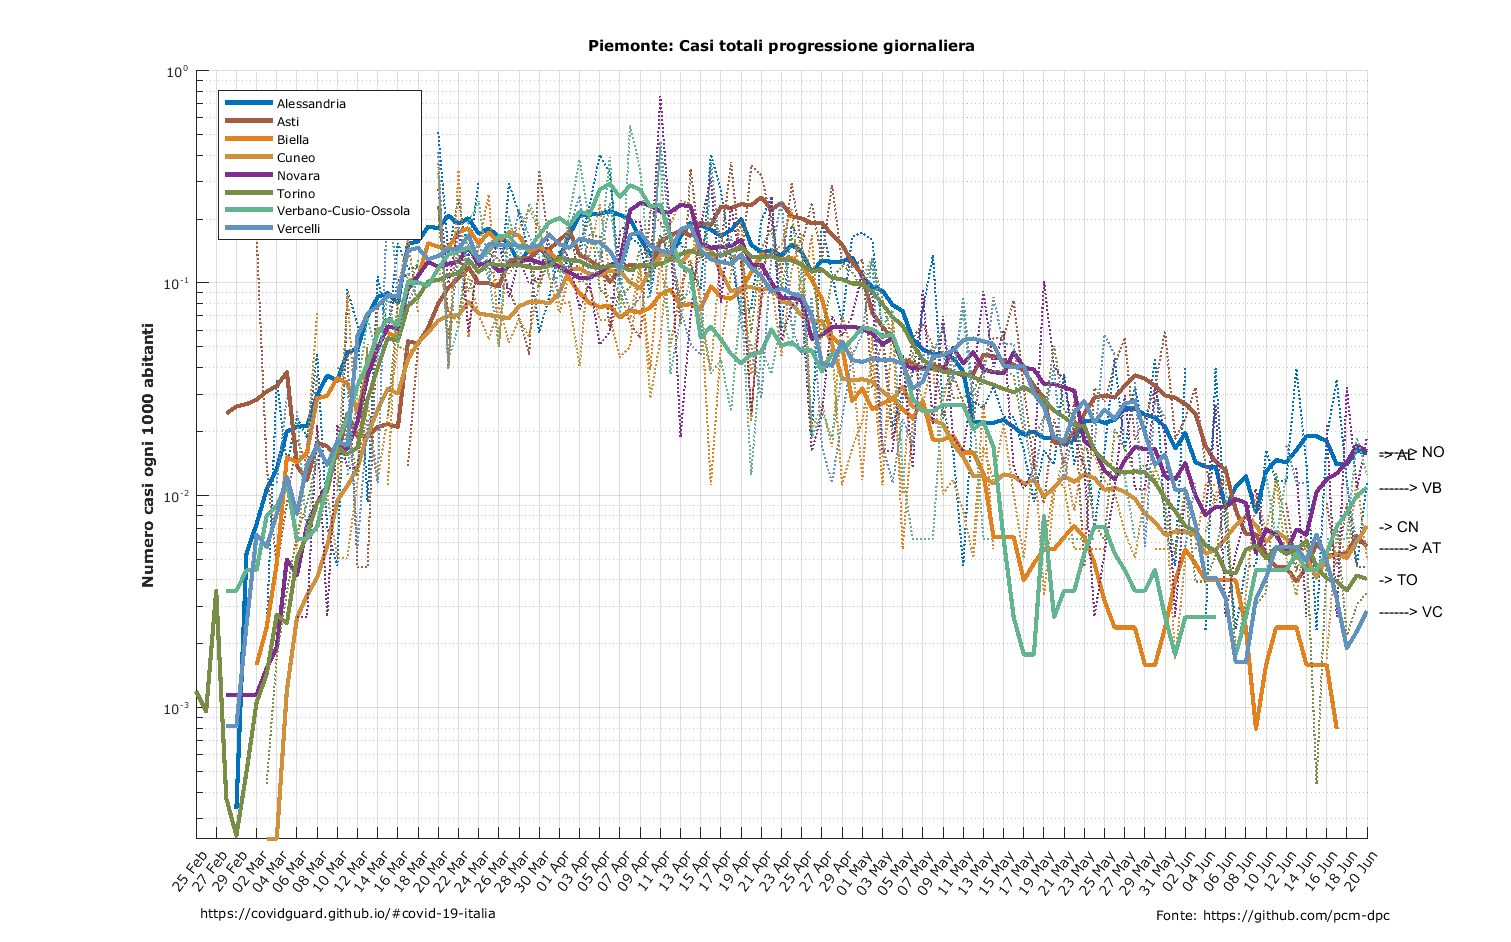 Piemonte: Casi totali progressione giornaliera
Numero casi ogni 1000 abitanti
10^0
10^-1
10^-2
10^-3
Alessandria
Asti
Biella
Cuneo
Novara
Torino
Verbano-Cusio-Ossola
Vercelli
------> NO
-> AL
------> VB
-> CN
------> AT
-> TO
------> VC
25 Feb
27 Feb
29 Feb
02 Mar
04 Mar
06 Mar
08 Mar
10 Mar
12 Mar
14 Mar
16 Mar
18 Mar
20 Mar
22 Mar
24 Mar
26 Mar
28 Mar
30 Mar
01 Apr
03 Apr
05 Apr
07 Apr
09 Apr
11 Apr
13 Apr
15 Apr
17 Apr
19 Apr
21 Apr
23 Apr
25 Apr
27 Apr
29 Apr
01 May
03 May
05 May
07 May
09 May
11 May
13 May
15 May
17 May
19 May
21 May
23 May
25 May
27 May
29 May
31 May
02 Jun
04 Jun
06 Jun
08 Jun
10 Jun
12 Jun
14 Jun
16 Jun
18 Jun
20 Jun
https://covidguard.github.io/#covid-19-italia
Fonte: https://github.com/pcm-dpc